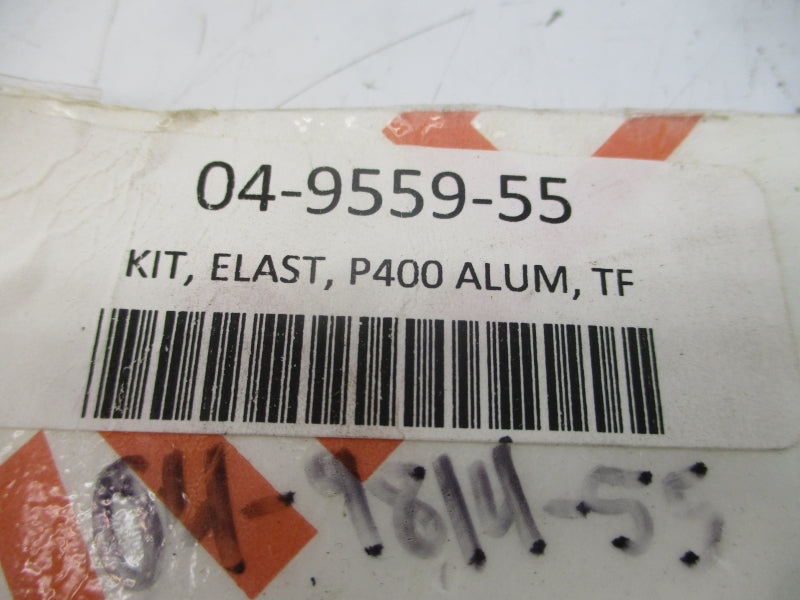 04-9559-55
KIT, ELAST, P400 ALUM, TF
04-9814-55